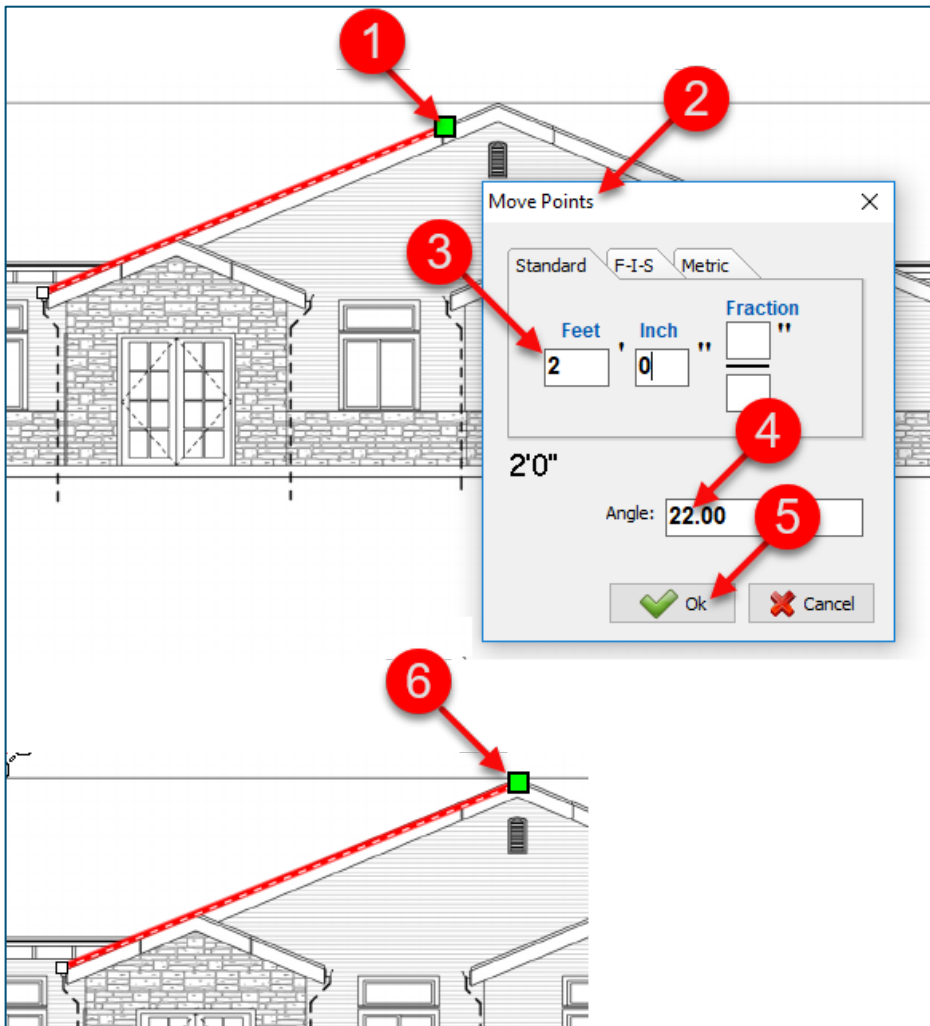 1
2
Move Points
3
Standard F-I-S Metric
Feet Inch Fraction
2 ' 0 " "
4
2'0"
Angle: 22.00
5
Ok Cancel
6